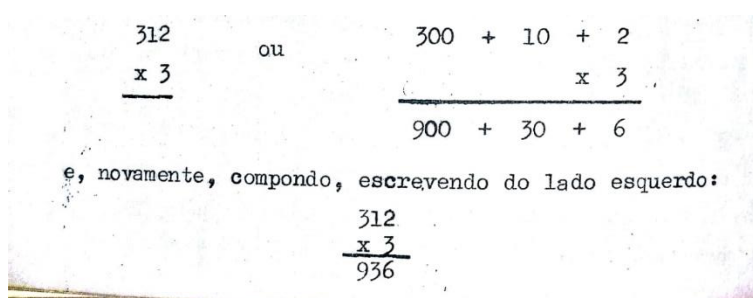 312 ou 300 + 10 + 2
x 3 x 3
900 + 30 + 6
e, novamente, compondo, escrevendo do lado esquerdo:
312
x 3
936